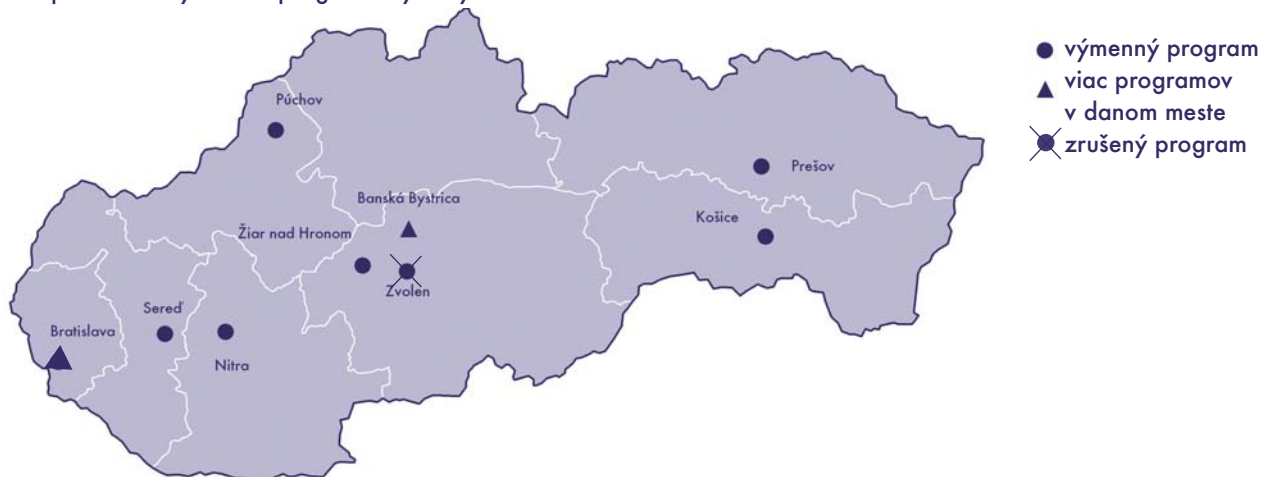 výmenný program
viac programov
v danom meste
zrušený program
Púchov
Prešov
Banská Bystrica
Košice
Žiar nad Hronom
Zvolen
Sereď
Bratislava
Nitra